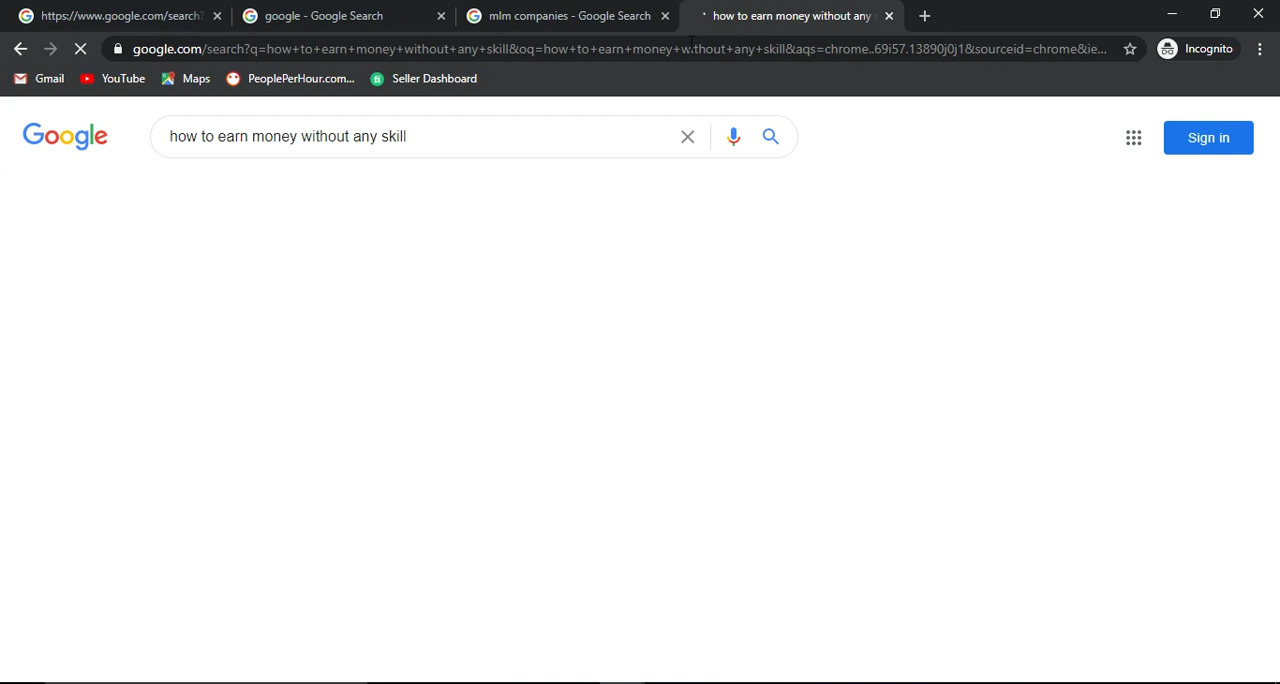 https://www.google.com/search?
google - Google Search
mlm companies - Google Search
how to earn money without any
google.com/search?q=how+to+earn+money+without+any+skill&oq=how+to+earn+money+without+any+skill&aqs=chrome..69i57.13890j0j1&sourceid=chrome&ie...
Incognito
Gmail
YouTube
Maps
PeoplePerHour.com...
fi
Seller Dashboard
Google
how to earn money without any skill
Sign in